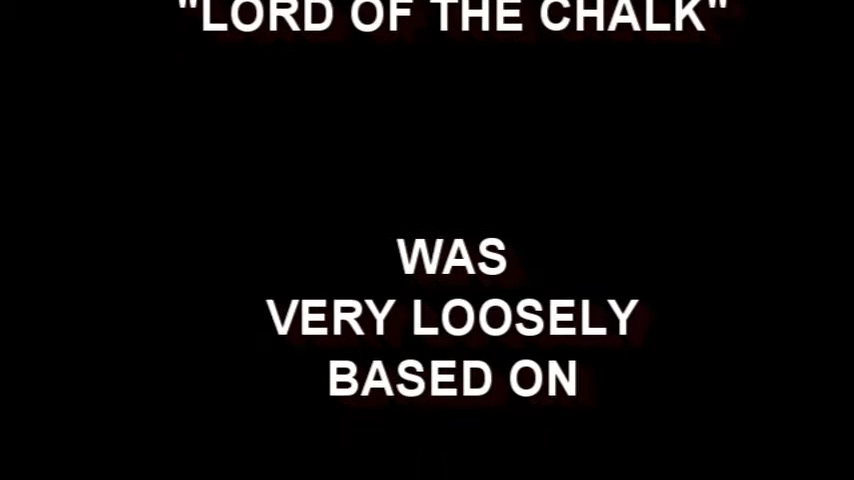 "LORD OF THE CHALK"
WAS
VERY LOOSELY
BASED ON